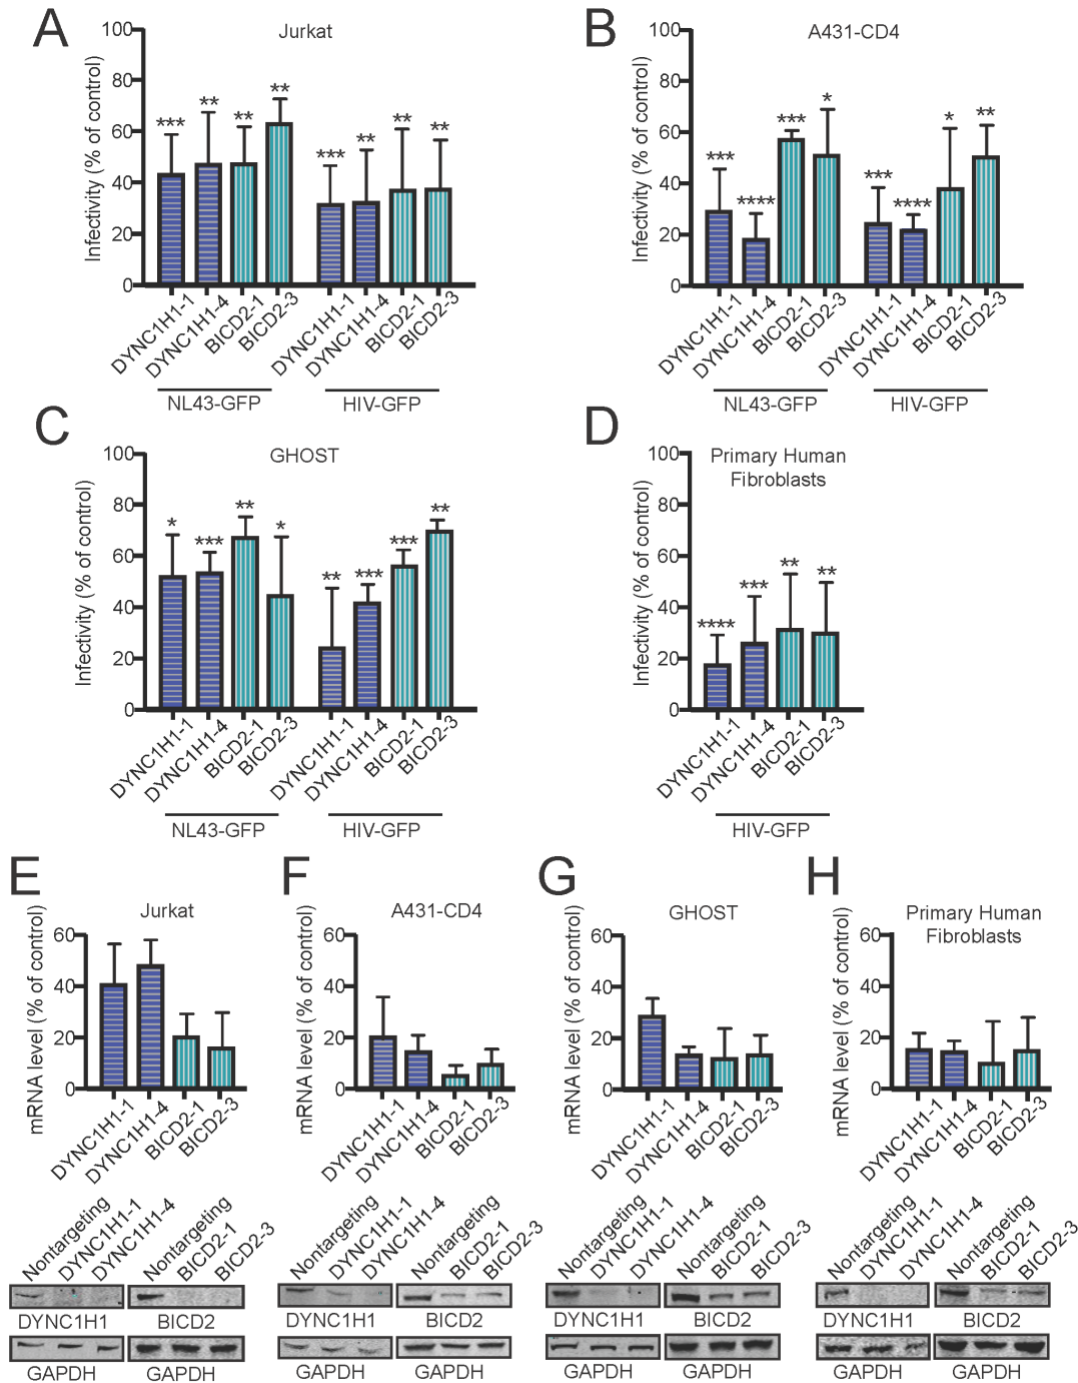 A
Jurkat
Infectivity (% of control)
100
80
60
40
20
0
*** ** ** ** *** ** ** **
DYNC1H1-1 DYNC1H1-4 BICD2-1 BICD2-3 DYNC1H1-1 DYNC1H1-4 BICD2-1 BICD2-3
NL43-GFP HIV-GFP
B
A431-CD4
Infectivity (% of control)
100
80
60
40
20
0
*** **** *** * *** **** * **
DYNC1H1-1 DYNC1H1-4 BICD2-1 BICD2-3 DYNC1H1-1 DYNC1H1-4 BICD2-1 BICD2-3
NL43-GFP HIV-GFP
C
GHOST
Infectivity (% of control)
100
80
60
40
20
0
* *** ** * ** *** *** **
DYNC1H1-1 DYNC1H1-4 BICD2-1 BICD2-3 DYNC1H1-1 DYNC1H1-4 BICD2-1 BICD2-3
NL43-GFP HIV-GFP
D
Primary Human
Fibroblasts
Infectivity (% of control)
100
80
60
40
20
0
**** *** ** **
DYNC1H1-1 DYNC1H1-4 BICD2-1 BICD2-3
HIV-GFP
E
Jurkat
mRNA level (% of control)
60
40
20
0
DYNC1H1-1 DYNC1H1-4 BICD2-1 BICD2-3
Nontargeting DYNC1H1-1 DYNC1H1-4 Nontargeting BICD2-1 BICD2-3
DYNC1H1 BICD2
GAPDH GAPDH
F
A431-CD4
mRNA level (% of control)
60
40
20
0
DYNC1H1-1 DYNC1H1-4 BICD2-1 BICD2-3
Nontargeting DYNC1H1-1 DYNC1H1-4 Nontargeting BICD2-1 BICD2-3
DYNC1H1 BICD2
GAPDH GAPDH
G
GHOST
mRNA level (% of control)
60
40
20
0
DYNC1H1-1 DYNC1H1-4 BICD2-1 BICD2-3
Nontargeting DYNC1H1-1 DYNC1H1-4 Nontargeting BICD2-1 BICD2-3
DYNC1H1 BICD2
GAPDH GAPDH
H
Primary Human
Fibroblasts
mRNA level (% of control)
60
40
20
0
DYNC1H1-1 DYNC1H1-4 BICD2-1 BICD2-3
Nontargeting DYNC1H1-1 DYNC1H1-4 Nontargeting BICD2-1 BICD2-3
DYNC1H1 BICD2
GAPDH GAPDH